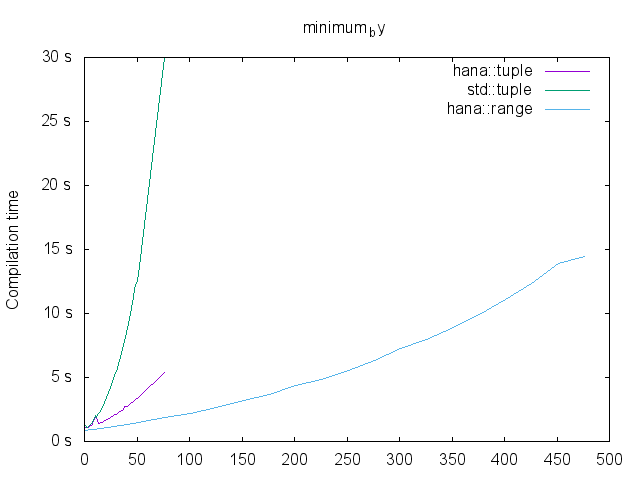 minimum_by
30 s
hana::tuple
std::tuple
hana::range
25 s
20 s
15 s
10 s
5 s
0 s
Compilation time
0 50 100 150 200 250 300 350 400 450 500